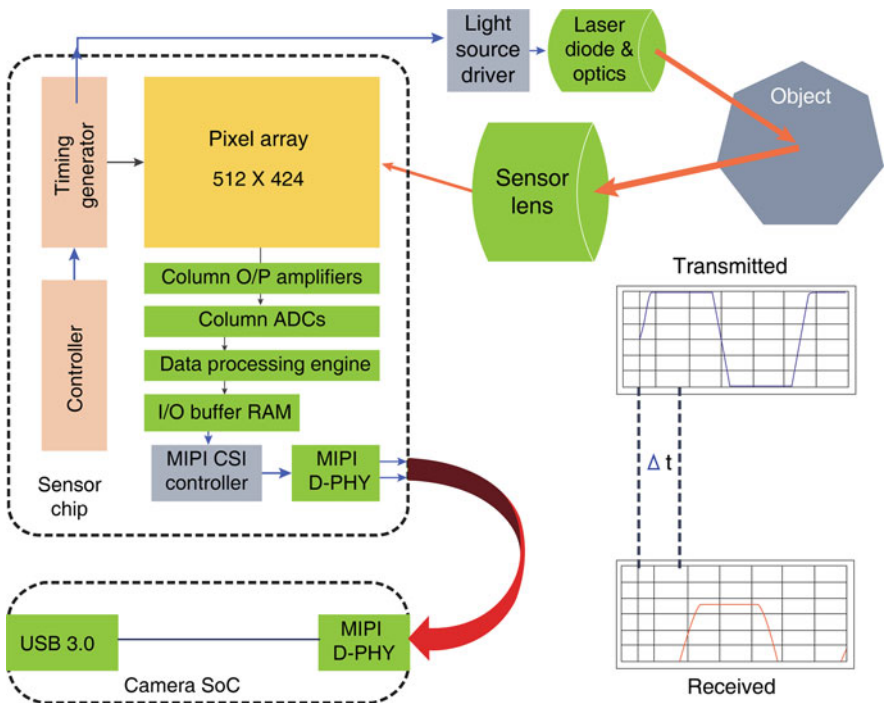 Light
source
driver
Laser
diode &
optics
Object
Timing
generator
Pixel array
512 X 424
Sensor
lens
Controller
Column O/P amplifiers
Column ADCs
Data processing engine
I/O buffer RAM
MIPI CSI
controller
MIPI
D-PHY
Sensor
chip
Transmitted
Δ t
Received
USB 3.0
MIPI
D-PHY
Camera SoC